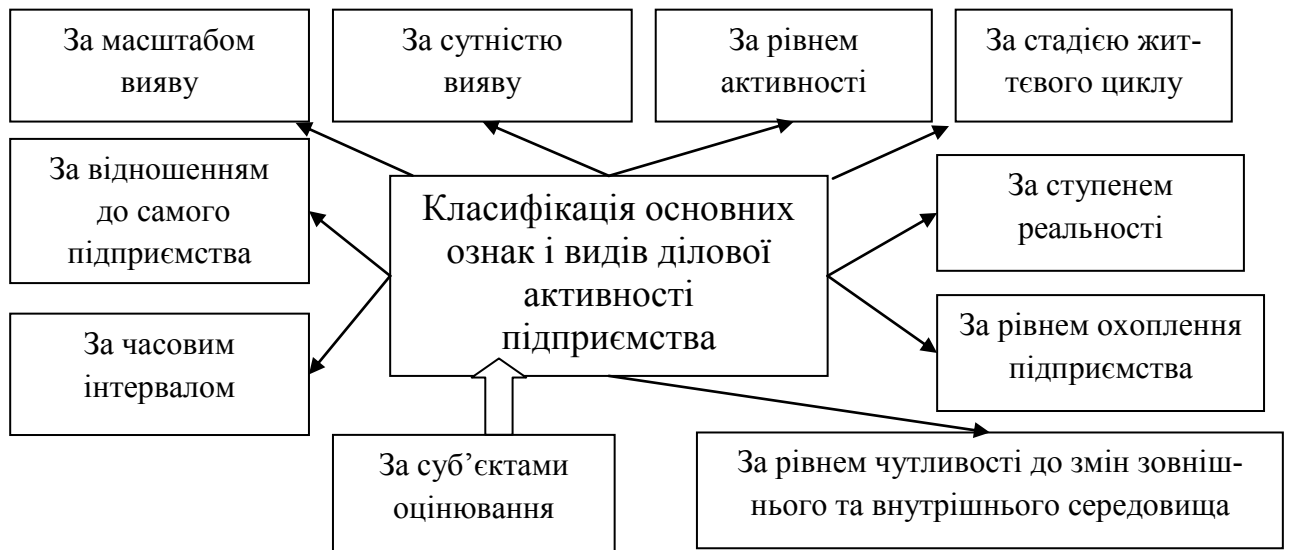 За масштабом
вияву
За сутністю
вияву
За рівнем
активності
За стадією жит-
тєвого циклу
За відношенням
до самого
підприємства
Класифікація основних
ознак і видів ділової
активності
підприємства
За ступенем
реальності
За часовим
інтервалом
За рівнем охоплення
підприємства
За суб’єктами
оцінювання
За рівнем чутливості до змін зовніш-
нього та внутрішнього середовища